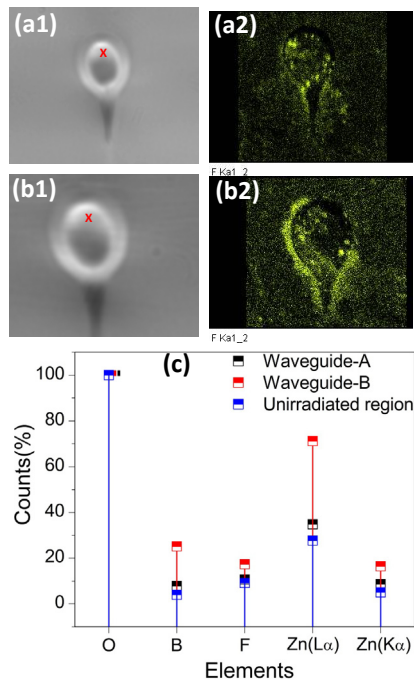 (a1)
x
(a2)
F Ka1_2
(b1)
x
(b2)
F Ka1_2
(c)
Waveguide-A
Waveguide-B
Unirradiated region
Counts(%)
100
80
60
40
20
0
O B F Zn(Lα) Zn(Kα)
Elements